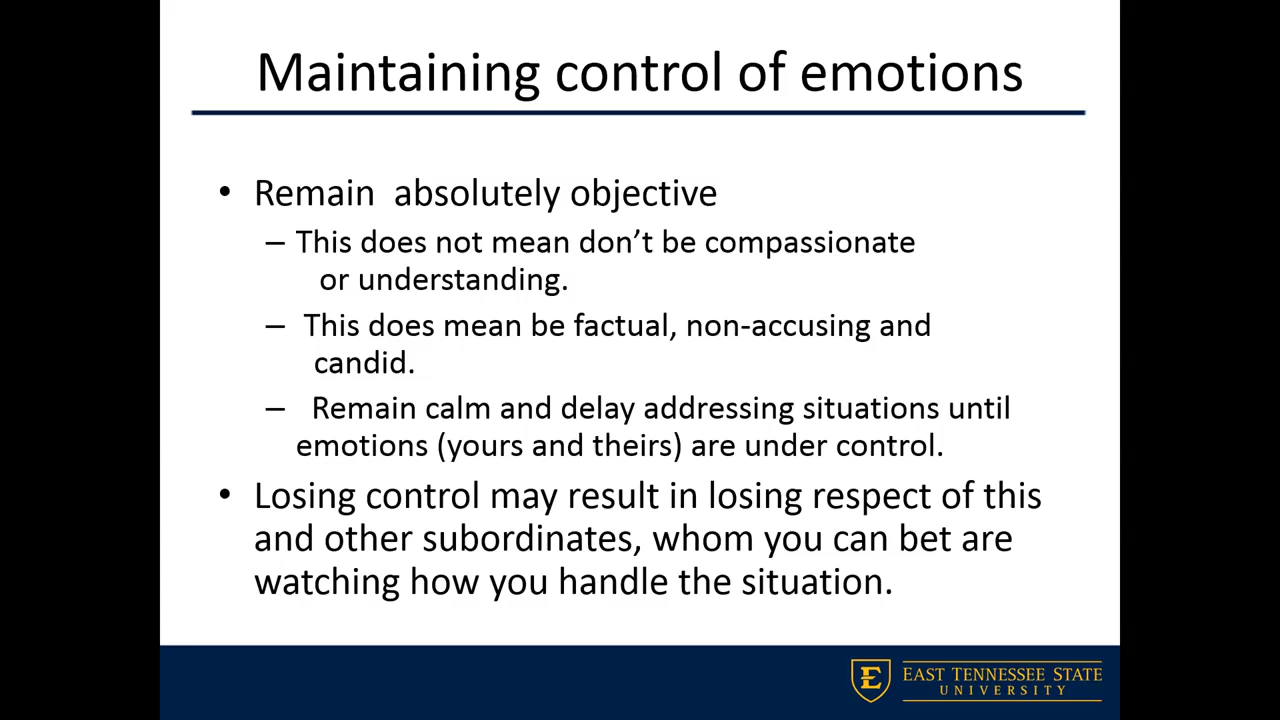 Maintaining control of emotions
• Remain  absolutely objective
– This does not mean don’t be compassionate
or understanding.
– This does mean be factual, non-accusing and
candid.
– Remain calm and delay addressing situations until
emotions (yours and theirs) are under control.
• Losing control may result in losing respect of this
and other subordinates, whom you can bet are
watching how you handle the situation.
E
EAST TENNESSEE STATE
UNIVERSITY